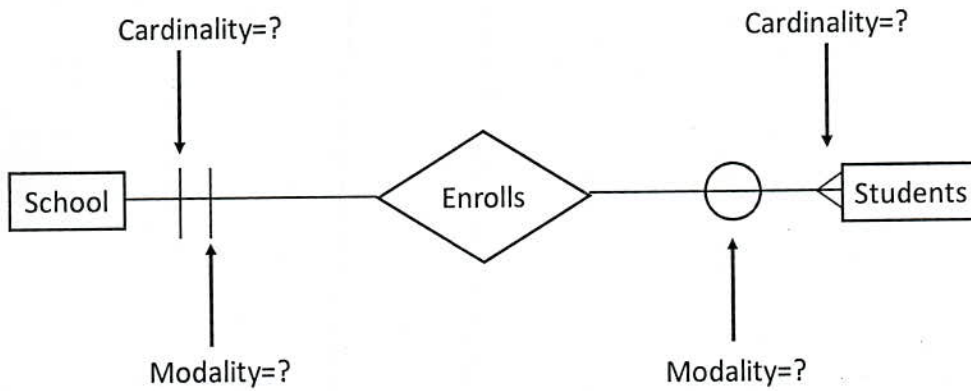 Cardinality=?
Cardinality=?
School
Enrolls
Students
Modality=?
Modality=?